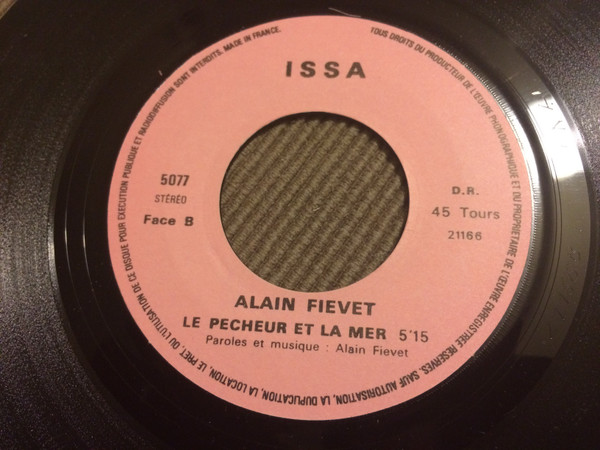 TOUS DROITS DU PRODUCTEUR DE L'ŒUVRE PHONOGRAPHIQUE ET DU PROPRIETAIRE DE L'ŒUVRE ENREGISTREE RESERVES. SAUF AUTORISATION, LA DUPLICATION, LA LOCATION, LE PRET, OU L'UTILISATION DE CE DISQUE POUR EXECUTION PUBLIQUE ET RADIODIFFUSION SONT INTERDITS. MADE IN FRANCE.
ISSA
5077
STÉRÉO
Face B
D.R.
45 Tours
21166
ALAIN FIEVET
LE PECHEUR ET LA MER 5'15
Paroles et musique : Alain Fievet